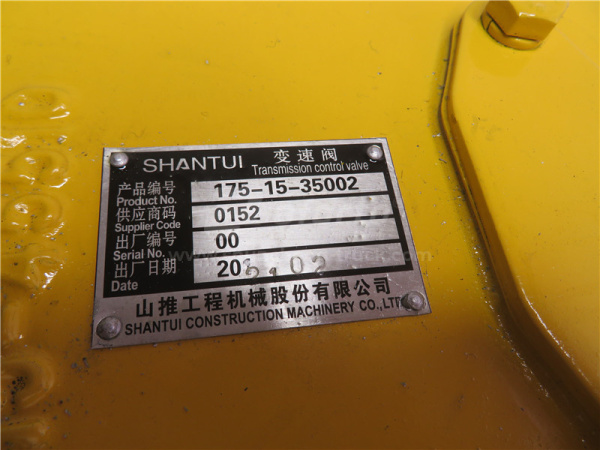 SHANTUI 变速阀
Transmission control valve
产品编号 175-15-35002
Product No.
供应商码 0152
Supplier Code
出厂编号 00
Serial No.
出厂日期 20
Date
山推工程机械股份有限公司
SHANTUI CONSTRUCTION MACHINERY CO.,LTD